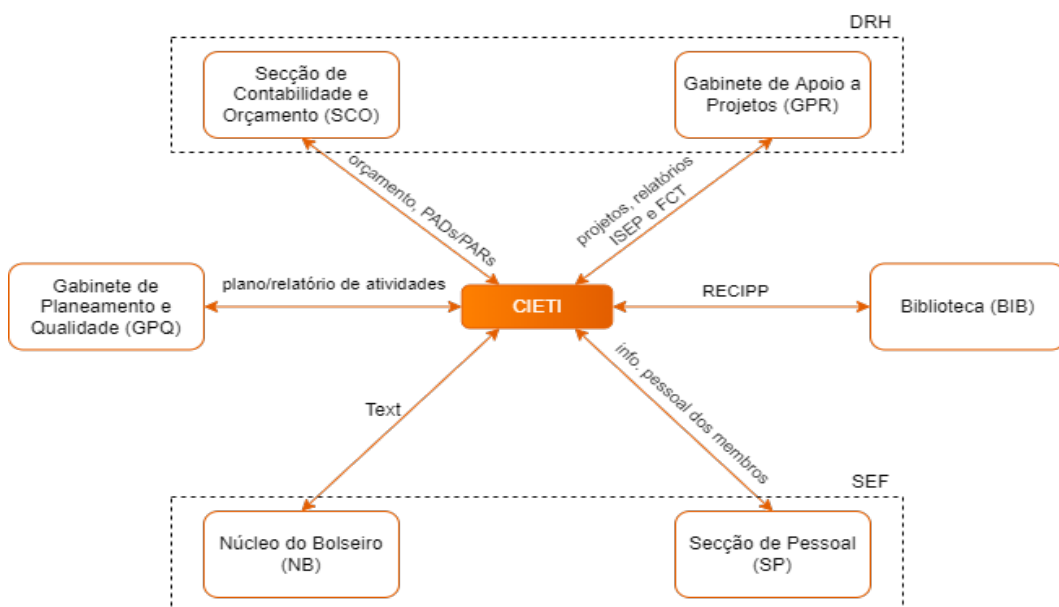 DRH
Secção de
Contabilidade e
Orçamento (SCO)
Gabinete de Apoio a
Projetos (GPR)
orçamento, PADs/PARs
projetos, relatórios
ISEP e FCT
Gabinete de
Planeamento e
Qualidade (GPQ)
plano/relatório de atividades
CIETI
RECIPP
Biblioteca (BIB)
Text
info. pessoal dos membros
SEF
Núcleo do Bolseiro
(NB)
Secção de Pessoal
(SP)